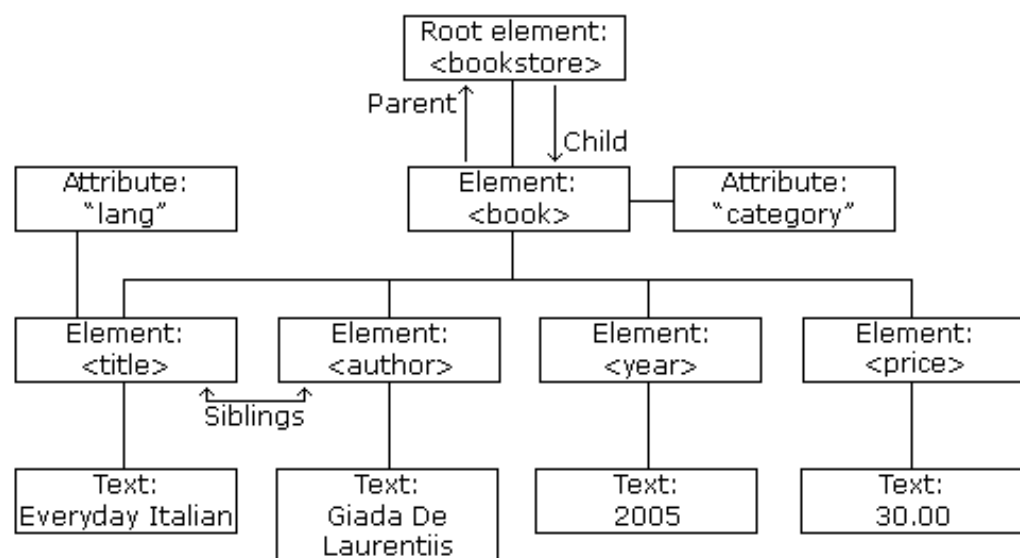 Root element:
<bookstore>
Parent
Child
Attribute:
"lang"
Element:
<book>
Attribute:
"category"
Element:
<title>
Element:
<author>
Element:
<year>
Element:
<price>
Siblings
Text:
Everyday Italian
Text:
Giada De
Laurentiis
Text:
2005
Text:
30.00